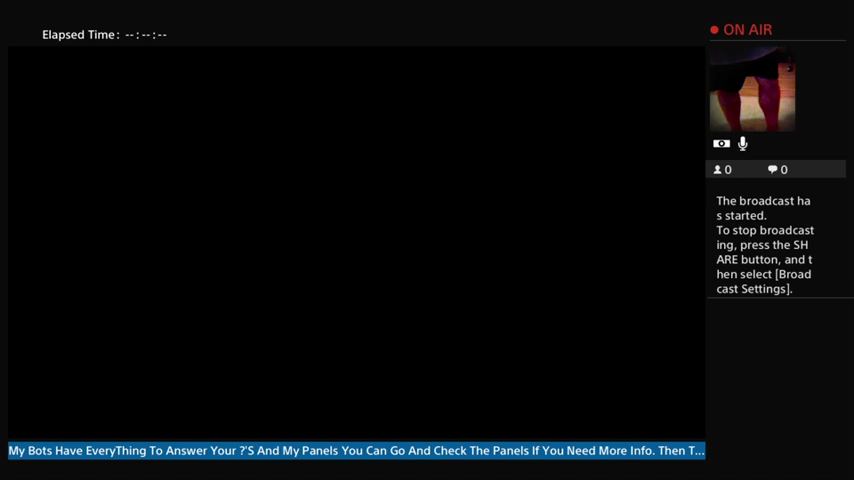 Elapsed Time: --:--:--
ON AIR
0 0
The broadcast ha
s started.
To stop broadcast
ing, press the SH
ARE button, and t
hen select [Broad
cast Settings].
My Bots Have EveryThing To Answer Your ?'S And My Panels You Can Go And Check The Panels If You Need More Info. Then T...